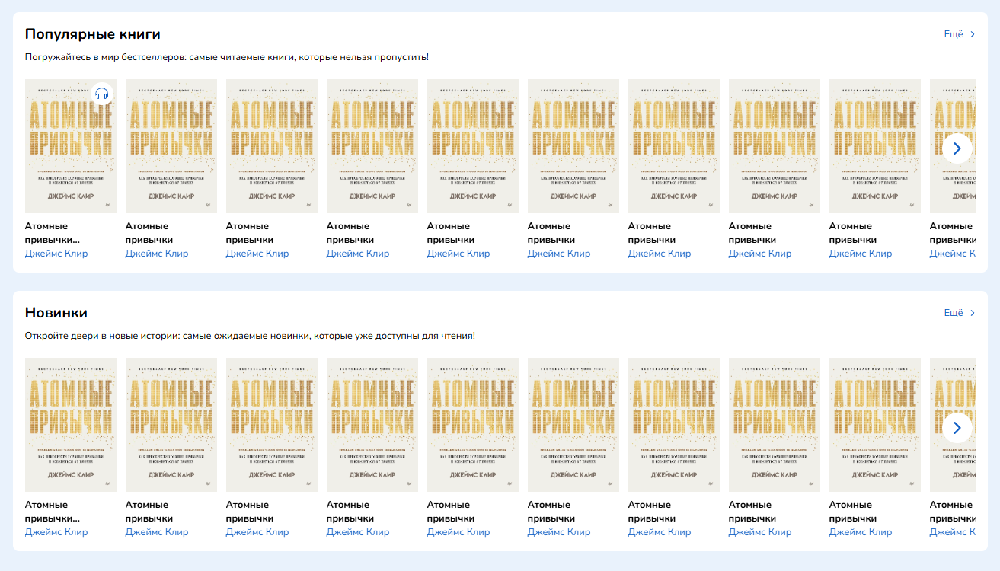 Популярные книги
Ещё
Погружайтесь в мир бестселлеров: самые читаемые книги, которые нельзя пропустить!
АТОМНЫЕ АТОМНЫЕ АТОМНЫЕ АТОМНЫЕ АТОМНЫЕ АТОМНЫЕ АТОМНЫЕ АТОМНЫЕ АТОМНЫЕ
ПРИВЫЧКИ ПРИВЫЧКИ ПРИВЫЧКИ ПРИВЫЧКИ ПРИВЫЧКИ ПРИВЫЧКИ ПРИВЫЧКИ ПРИВЫЧКИ ПРИВЫЧКИ
ДЖЕЙМС КЛИР ДЖЕЙМС КЛИР ДЖЕЙМС КЛИР ДЖЕЙМС КЛИР ДЖЕЙМС КЛИР ДЖЕЙМС КЛИР ДЖЕЙМС КЛИР ДЖЕЙМС КЛИР ДЖЕЙМС КЛИР
Атомные Атомные Атомные Атомные Атомные Атомные Атомные Атомные Атомные Атомные
привычки... привычки привычки привычки привычки привычки привычки привычки привычки привычки
Джеймс Клир Джеймс Клир Джеймс Клир Джеймс Клир Джеймс Клир Джеймс Клир Джеймс Клир Джеймс Клир Джеймс Клир Джеймс К
Новинки
Ещё
Откройте двери в новые истории: самые ожидаемые новинки, которые уже доступны для чтения!
АТОМНЫЕ АТОМНЫЕ АТОМНЫЕ АТОМНЫЕ АТОМНЫЕ АТОМНЫЕ АТОМНЫЕ АТОМНЫЕ АТОМНЫЕ
ПРИВЫЧКИ ПРИВЫЧКИ ПРИВЫЧКИ ПРИВЫЧКИ ПРИВЫЧКИ ПРИВЫЧКИ ПРИВЫЧКИ ПРИВЫЧКИ ПРИВЫЧКИ
ДЖЕЙМС КЛИР ДЖЕЙМС КЛИР ДЖЕЙМС КЛИР ДЖЕЙМС КЛИР ДЖЕЙМС КЛИР ДЖЕЙМС КЛИР ДЖЕЙМС КЛИР ДЖЕЙМС КЛИР ДЖЕЙМС КЛИР
Атомные Атомные Атомные Атомные Атомные Атомные Атомные Атомные Атомные Атомные
привычки... привычки привычки привычки привычки привычки привычки привычки привычки привычки
Джеймс Клир Джеймс Клир Джеймс Клир Джеймс Клир Джеймс Клир Джеймс Клир Джеймс Клир Джеймс Клир Джеймс Клир Джеймс К